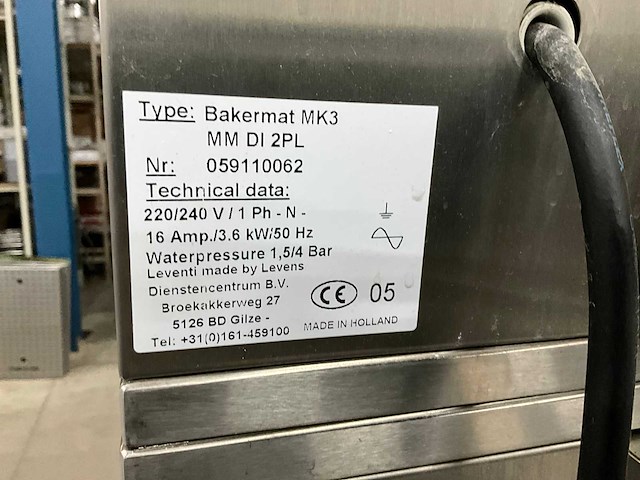 Type: Bakermat MK3
MM DI 2PL
Nr: 059110062
Technical data:
220/240 V / 1 Ph - N -
16 Amp./3.6 kW/50 Hz
Waterpressure 1,5/4 Bar
Leventi made by Levens
Dienstencentrum B.V.
Broekakkerweg 27
5126 BD Gilze -
Tel: +31(0)161-459100
CE 05
MADE IN HOLLAND